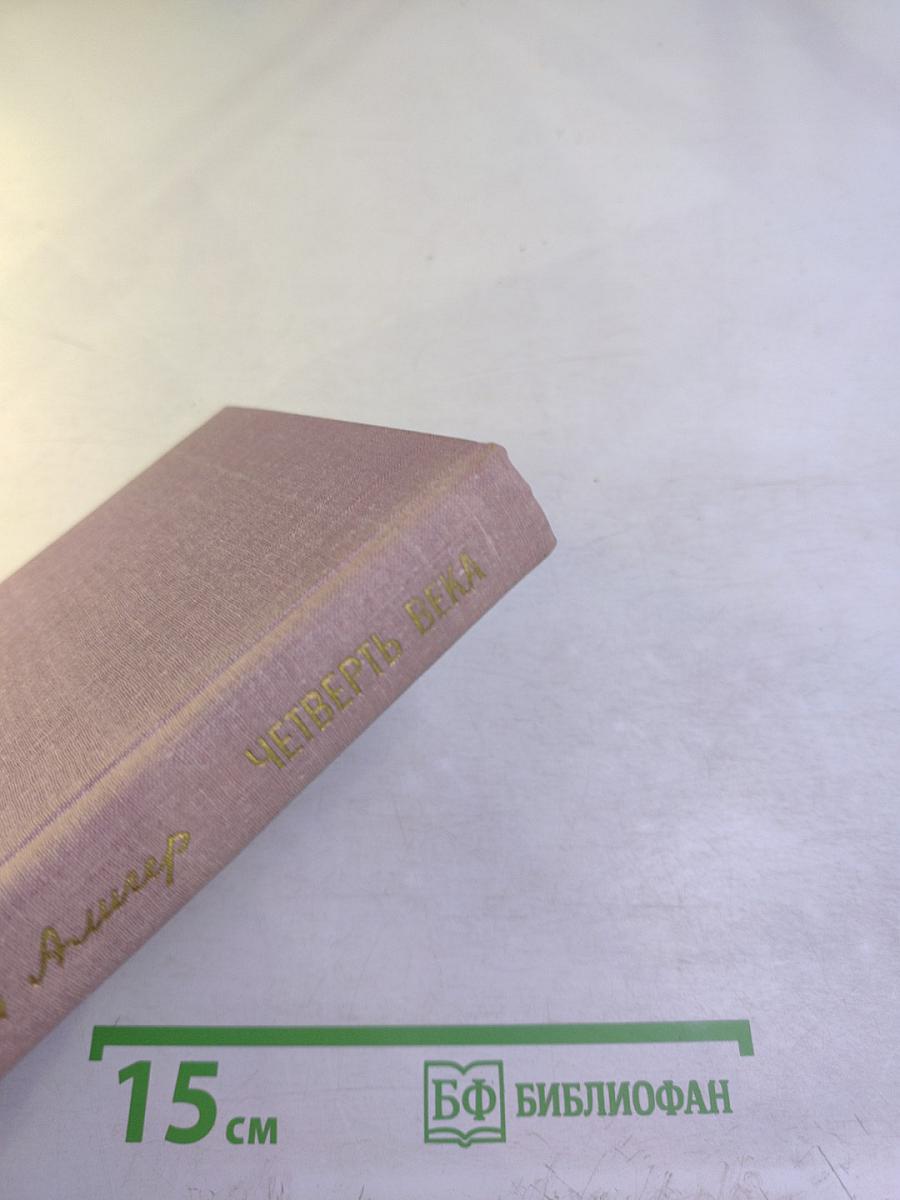 Алигер
ЧЕТВЕРТЬ ВЕКА
15 см
БФ БИБЛИОФАН